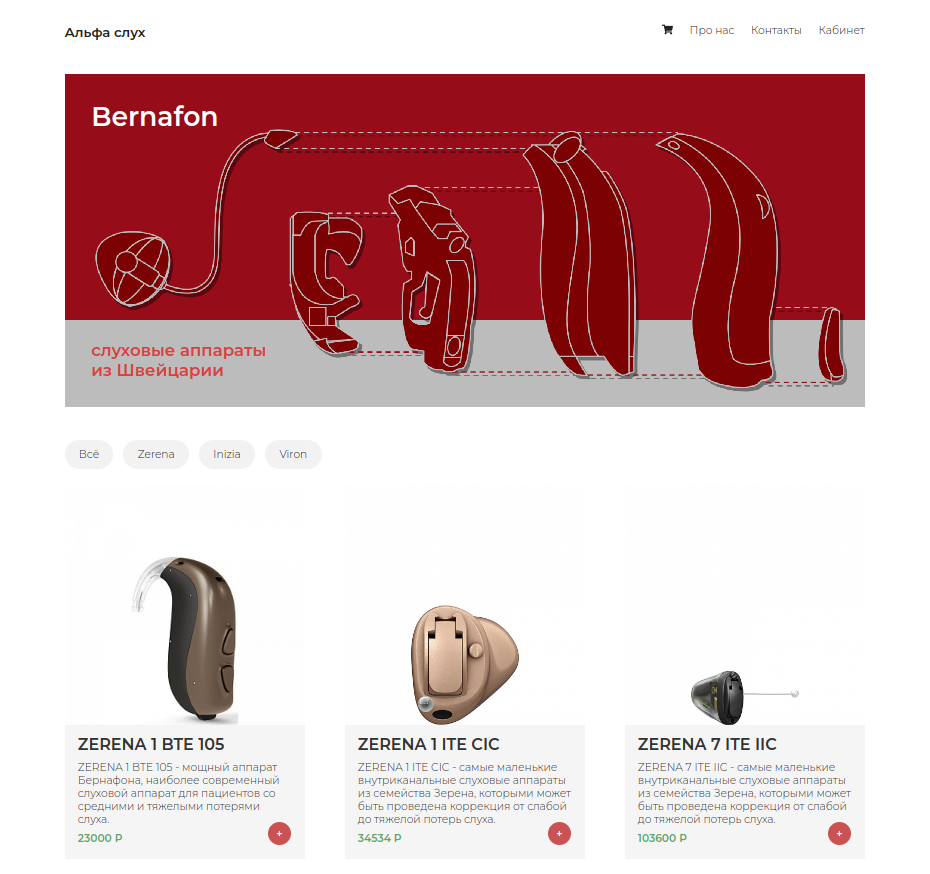 Альфа слух
Про нас Контакты Кабинет
Bernafon
слуховые аппараты
из Швейцарии
Всё Zerena Inizia Viron
ZERENA 1 BTE 105
ZERENA 1 BTE 105 - мощный аппарат
Бернафона, наиболее современный
слуховой аппарат для пациентов со
средними и тяжелыми потерями
слуха.
23000 Р
+
ZERENA 1 ITE CIC
ZERENA 1 ITE CIC - самые маленькие
внутриканальные слуховые аппараты
из семейства Зерена, которыми может
быть проведена коррекция от слабой
до тяжелой потерь слуха.
34534 Р
+
ZERENA 7 ITE IIC
ZERENA 7 ITE IIC - самые маленькие
внутриканальные слуховые аппараты
из семейства Зерена, которыми может
быть проведена коррекция от слабой
до тяжелой потерь слуха.
103600 Р
+